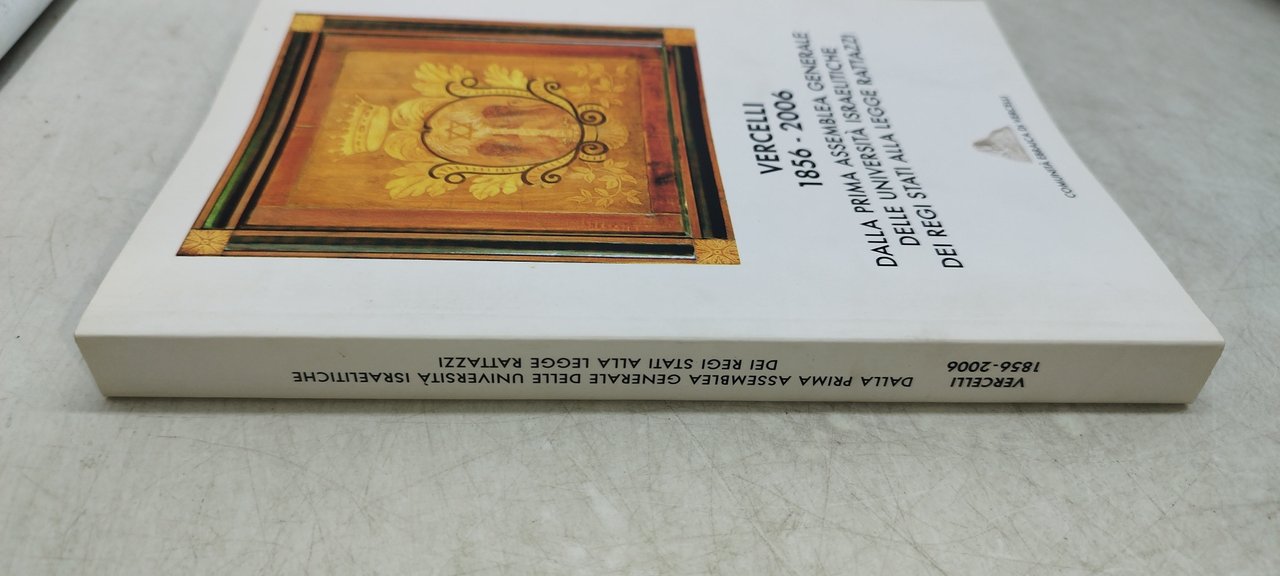 VERCELLI
1856 - 2006
DALLA PRIMA ASSEMBLEA GENERALE
DELLE UNIVERSITÀ ISRAELITICHE
DEI REGI STATI ALLA LEGGE RATTAZZI
COMUNITÀ EBRAICA DI VERCELLI
VERCELLI
1856-2006
DALLA PRIMA ASSEMBLEA GENERALE DELLE UNIVERSITÀ ISRAELITICHE
DEI REGI STATI ALLA LEGGE RATTAZZI